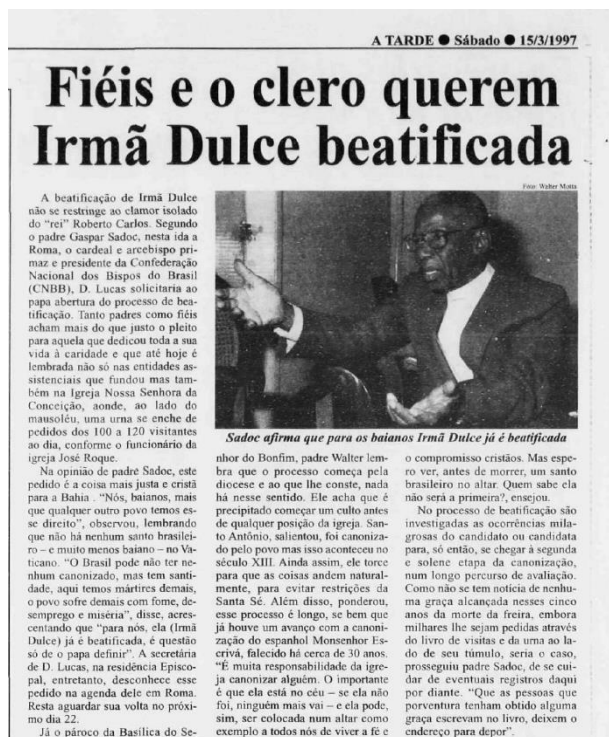 A TARDE ● Sábado ● 15/3/1997
Fiéis e o clero querem
Irmã Dulce beatificada
Foto: Walter Motta
A beatificação de Irmã Dulce
não se restringe ao clamor isolado
do “rei” Roberto Carlos. Segundo
o padre Gaspar Sadoc, nesta ida a
Roma, o cardeal e arcebispo pri-
maz e presidente da Confederação
Nacional dos Bispos do Brasil
(CNBB), D. Lucas solicitaria ao
papa abertura do processo de bea-
tificação. Tanto padres como fiéis
acham mais do que justo o pleito
para aquela que dedicou toda a sua
vida à caridade e que até hoje é
lembrada não só nas entidades as-
sistenciais que fundou mas tam-
bém na Igreja Nossa Senhora da
Conceição, aonde, ao lado do
mausoléu, uma urna se enche de
pedidos dos 100 a 120 visitantes
ao dia, conforme o funcionário da
igreja José Roque.
Na opinião de padre Sadoc, este
pedido é a coisa mais justa e cristã
para a Bahia . “Nós, baianos, mais
que qualquer outro povo temos es-
se direito”, observou, lembrando
que não há nenhum santo brasilei-
ro - e muito menos baiano – no Va-
ticano. “O Brasil pode não ter ne-
nhum canonizado, mas tem santi-
dade, aqui temos mártires demais,
o povo sofre demais com fome, de-
semprego e miséria”, disse, acres-
centando que “para nós, ela (Irmã
Dulce) já é beatificada, é questão
só de o papa definir”. A secretária
de D. Lucas, na residência Episco-
pal, entretanto, desconhece esse
pedido na agenda dele em Roma.
Resta aguardar sua volta no próxi-
mo dia 22.
Já o pároco da Basílica do Se-
Sadoc afirma que para os baianos Irmã Dulce já é beatificada
nhor do Bonfim, padre Walter lem-
bra que o processo começa pela
diocese e ao que lhe conste, nada
há nesse sentido. Ele acha que é
precipitado começar um culto antes
de qualquer posição da igreja. San-
to Antônio, salientou, foi canoniza-
do pelo povo mas isso aconteceu no
século XIII. Ainda assim, ele torce
para que as coisas andem natural-
mente, para evitar restrições da
Santa Sé. Além disso, ponderou,
esse processo é longo, se bem que
já houve um avanço com a canoni-
zação do espanhol Monsenhor Es-
crivá, falecido há cerca de 30 anos.
“É muita responsabilidade da igre-
ja canonizar alguém. O importante
é que ela está no céu – se ela não
foi, ninguém mais vai – e ela pode,
sim, ser colocada num altar como
exemplo a todos nós de viver a fé e
o compromisso cristãos. Mas espe-
ro ver, antes de morrer, um santo
brasileiro no altar. Quem sabe ela
não será a primeira?, ensejou.
No processo de beatificação são
investigadas as ocorrências mila-
grosas do candidato ou candidata
para, só então, se chegar à segunda
e solene etapa da canonização,
num longo percurso de avaliação.
Como não se tem notícia de nenhu-
ma graça alcançada nesses cinco
anos da morte da freira, embora
milhares lhe sejam pedidas através
do livro de visitas e da urna ao la-
do de seu túmulo, seria o caso,
prosseguiu padre Sadoc, de se cui-
dar de eventuais registros daqui
por diante. “Que as pessoas que
porventura tenham obtido alguma
graça escrevam no livro, deixem o
endereço para depor”.